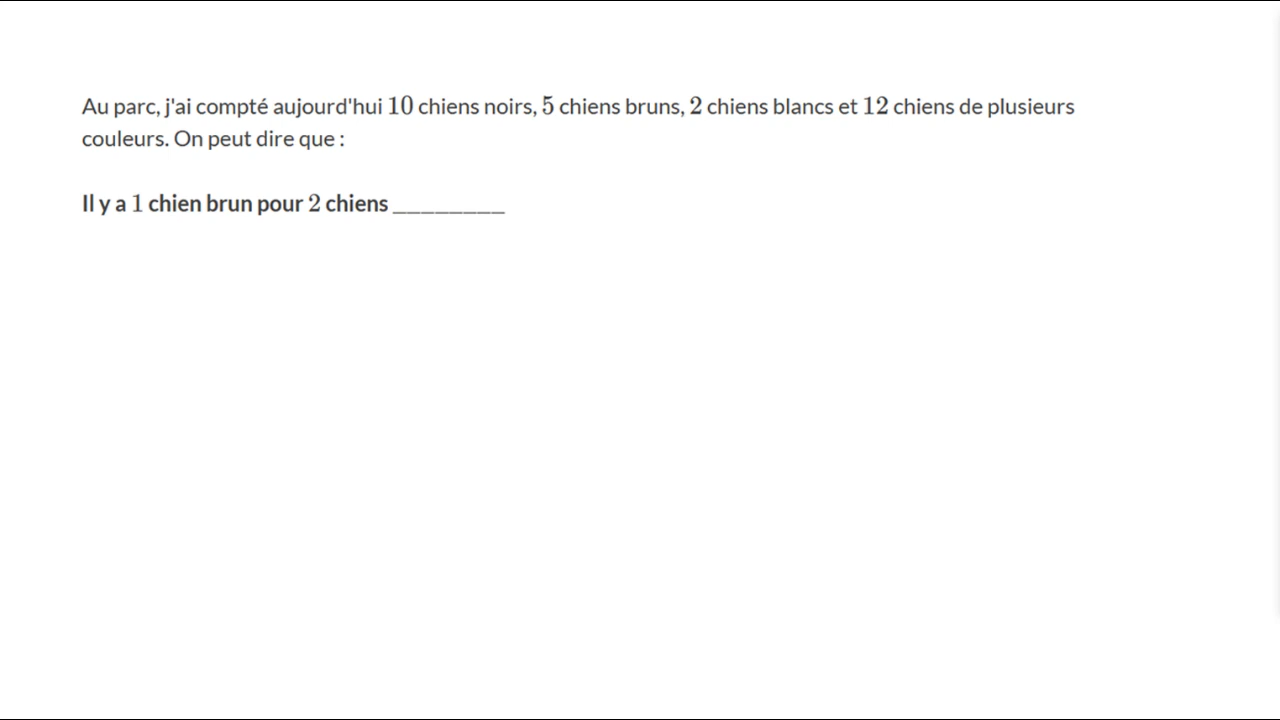 Au parc, j'ai compté aujourd'hui 10 chiens noirs, 5 chiens bruns, 2 chiens blancs et 12 chiens de plusieurs
couleurs. On peut dire que :
Il y a 1 chien brun pour 2 chiens ________